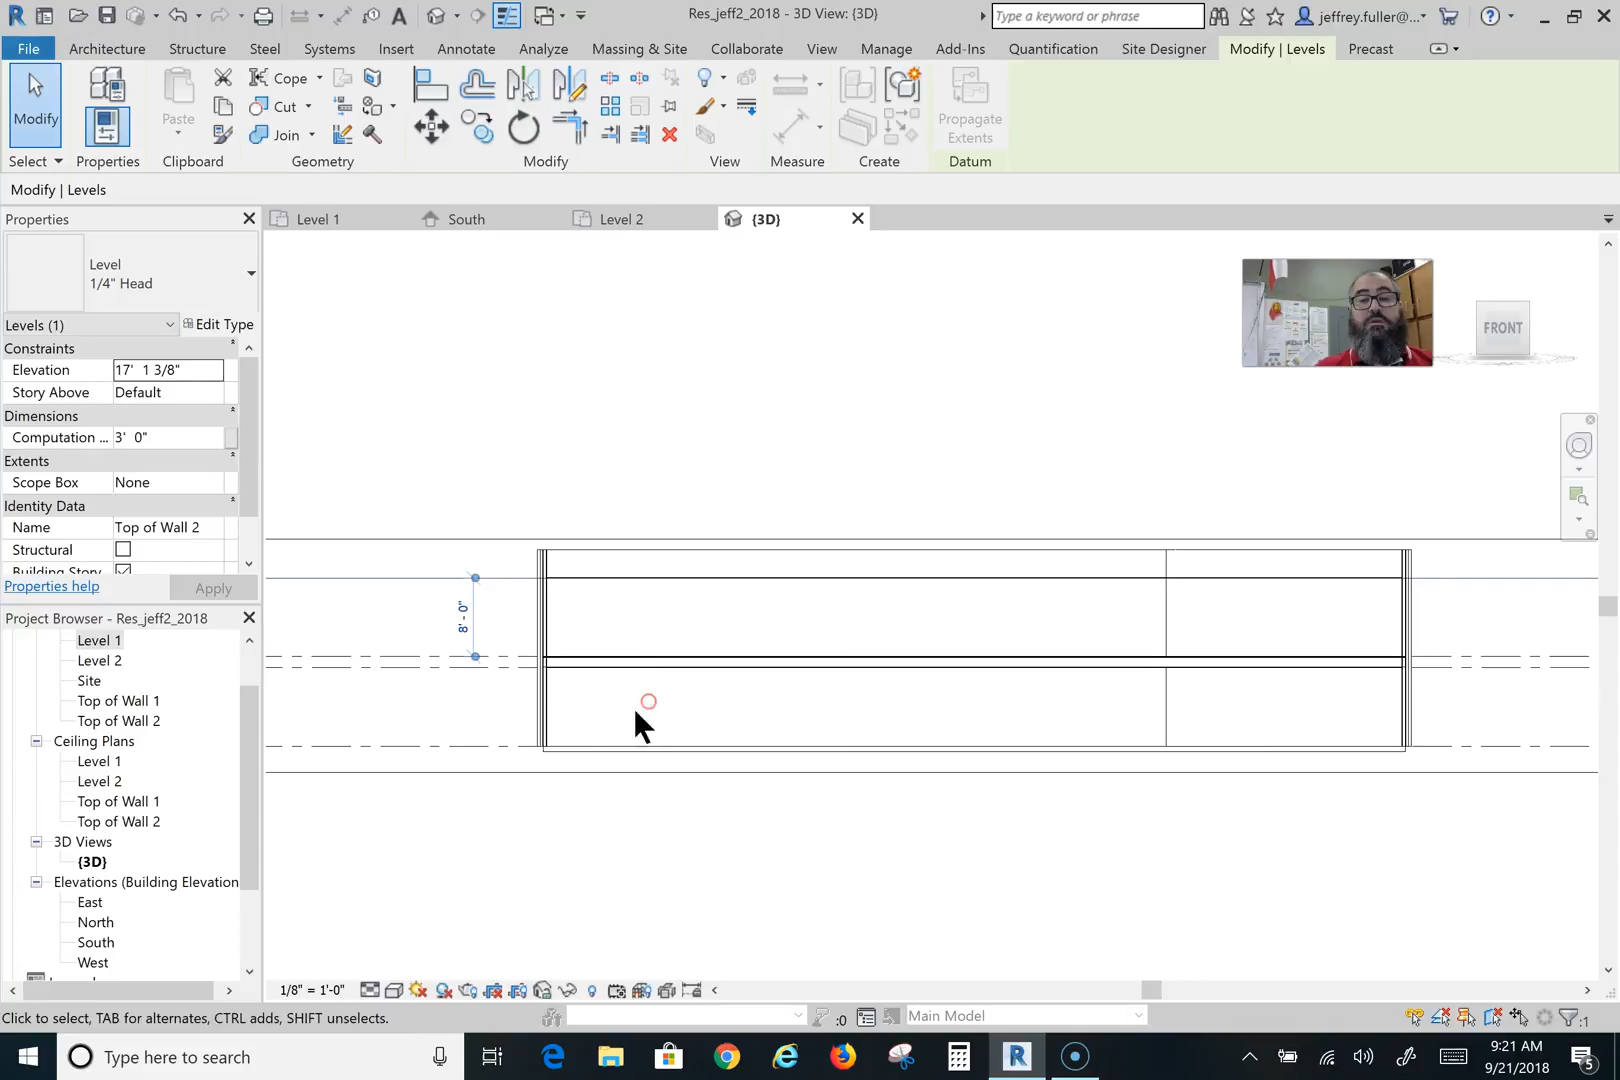 Res_jeff2_2018 - 3D View: {3D}
Type a keyword or phrase
jeffrey.fuller@...
File
Architecture
Structure
Steel
Systems
Insert
Annotate
Analyze
Massing & Site
Collaborate
View
Manage
Add-Ins
Quantification
Site Designer
Modify | Levels
Precast
Modify
Paste
Cope
Cut
Join
Propagate
Extents
Select
Properties
Clipboard
Geometry
Modify
View
Measure
Create
Datum
Modify | Levels
Properties
Level 1
South
Level 2
{3D}
Level
1/4" Head
Levels (1)
Edit Type
Constraints
Elevation 17' 1 3/8"
Story Above Default
Dimensions
Computation ... 3' 0"
Extents
Scope Box None
Identity Data
Name Top of Wall 2
Structural
Building Story
Properties help
Apply
FRONT
8' - 0"
Project Browser - Res_jeff2_2018
Level 1
Level 2
Site
Top of Wall 1
Top of Wall 2
Ceiling Plans
Level 1
Level 2
Top of Wall 1
Top of Wall 2
3D Views
{3D}
Elevations (Building Elevation
East
North
South
West
1/8" = 1'-0"
Click to select, TAB for alternates, CTRL adds, SHIFT unselects.
:0
Main Model
:1
Type here to search
9:21 AM
9/21/2018
5